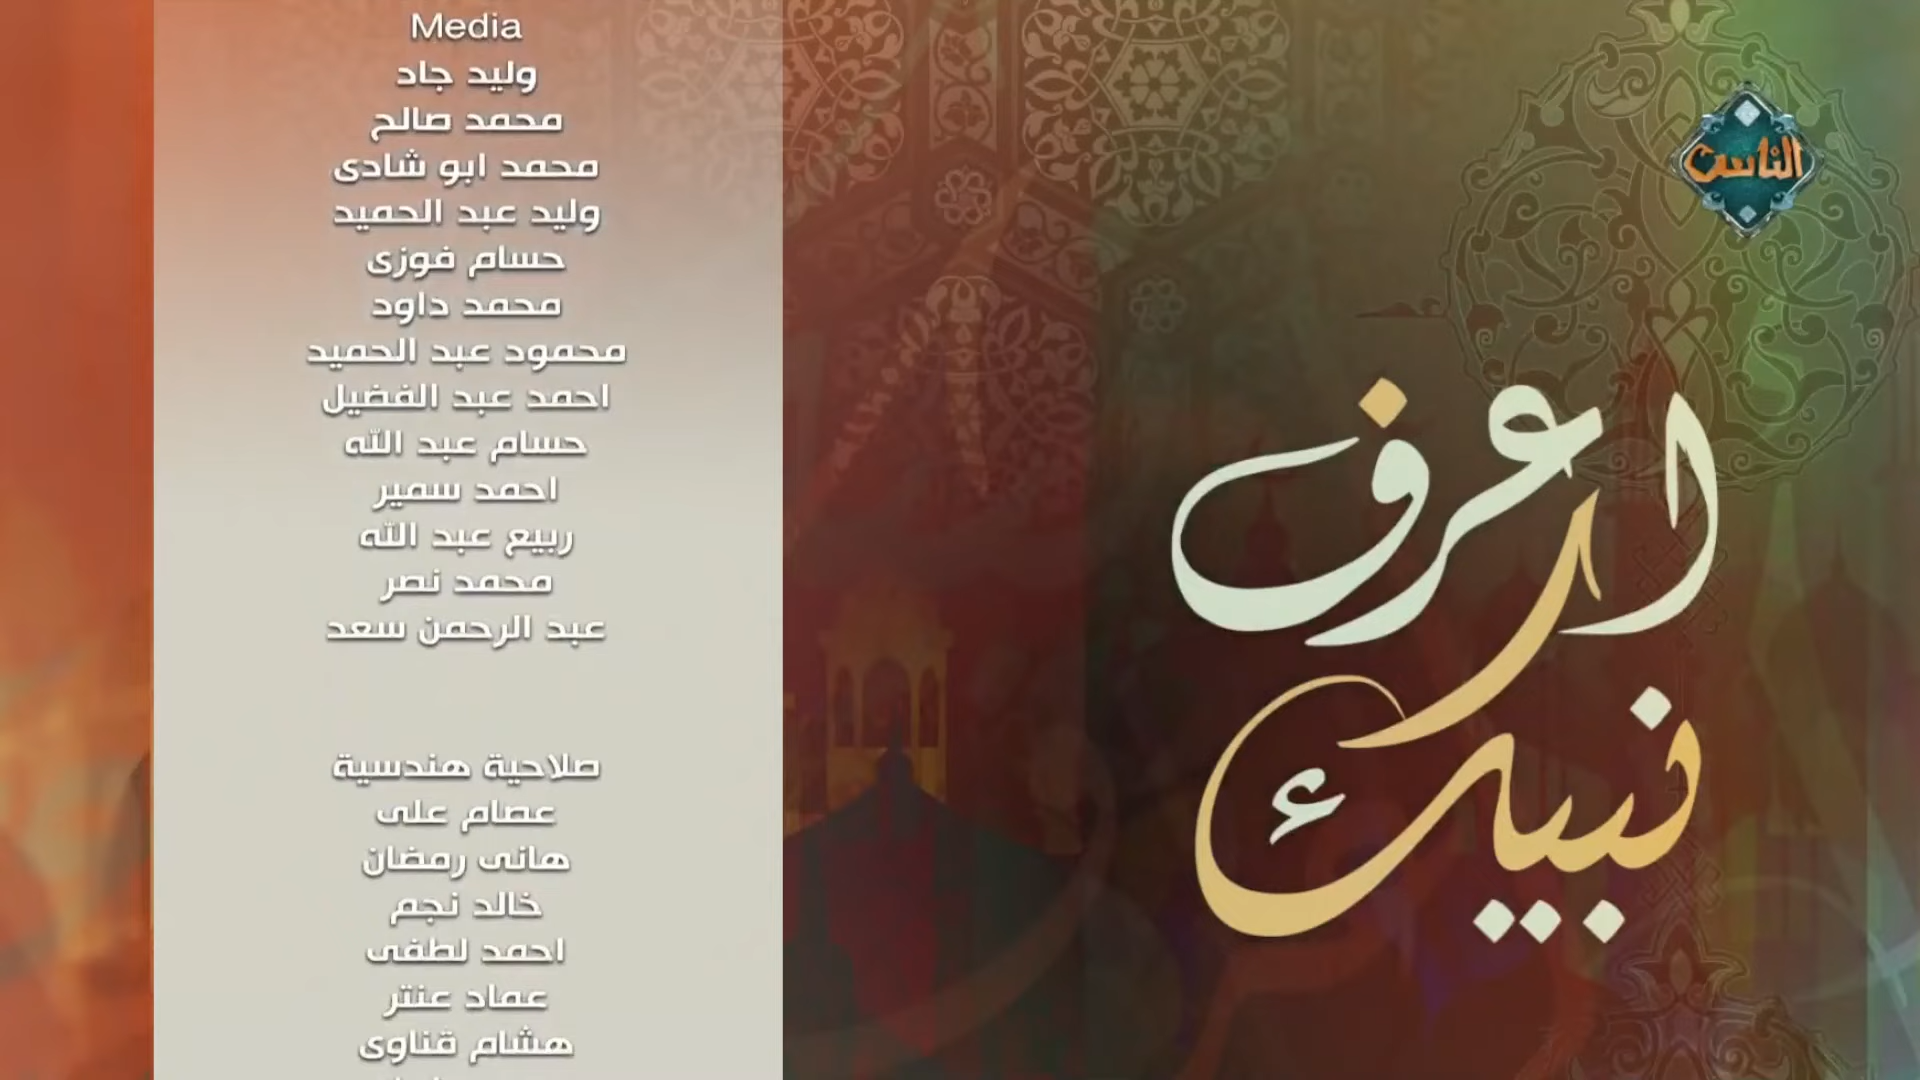 Media
وليد جاد
محمد صالح
محمد ابو شادى
وليد عبد الحميد
حسام فوزى
محمد داود
محمود عبد الحميد
احمد عبد الفضيل
حسام عبد الله
احمد سمير
ربيع عبد الله
محمد نصر
عبد الرحمن سعد
صلاحية هندسية
عصام على
هانى رمضان
خالد نجم
احمد لطفى
عماد عنتر
هشام قناوى
الناس
اعرف
نبيك